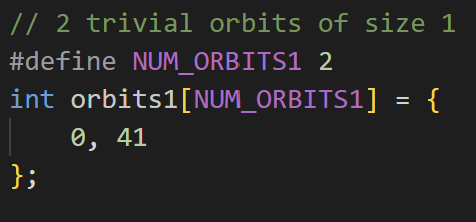 // 2 trivial orbits of size 1
#define NUM_ORBITS1 2
int orbits1[NUM_ORBITS1] = {
    0, 41
};